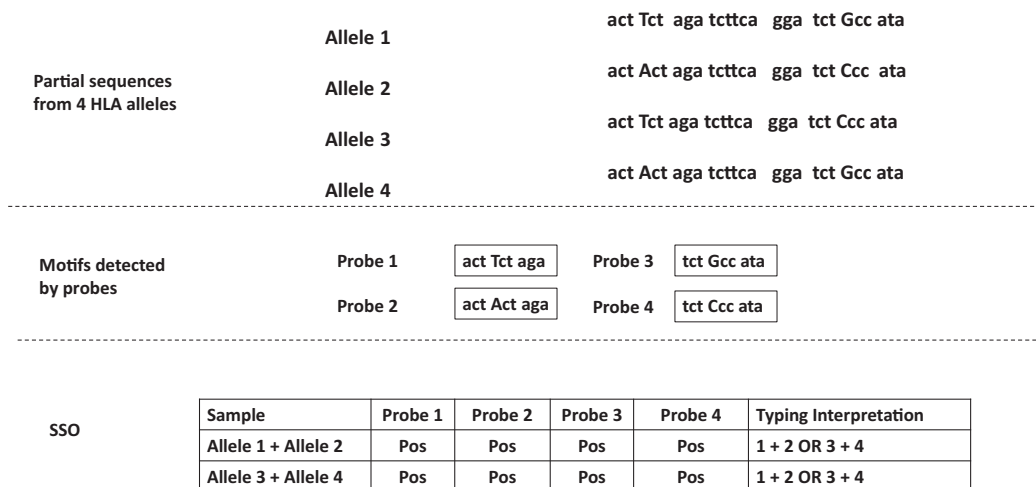 Allele 1 act Tct aga tcttca gga tct Gcc ata
Partial sequences
from 4 HLA alleles
Allele 2 act Act aga tcttca gga tct Ccc ata
Allele 3 act Tct aga tcttca gga tct Ccc ata
Allele 4 act Act aga tcttca gga tct Gcc ata
Motifs detected
by probes
Probe 1 act Tct aga Probe 3 tct Gcc ata
Probe 2 act Act aga Probe 4 tct Ccc ata
SSO
Sample Probe 1 Probe 2 Probe 3 Probe 4 Typing Interpretation
Allele 1 + Allele 2 Pos Pos Pos Pos 1 + 2 OR 3 + 4
Allele 3 + Allele 4 Pos Pos Pos Pos 1 + 2 OR 3 + 4